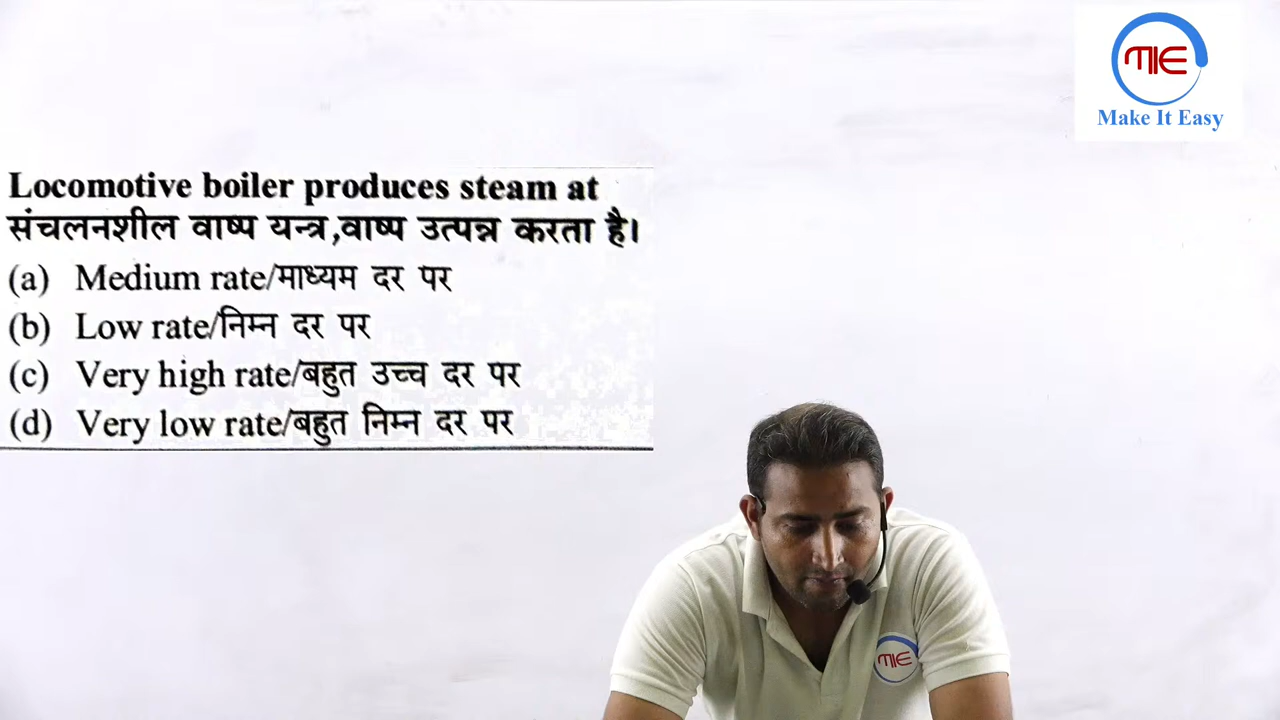 MIE
Make It Easy
Locomotive boiler produces steam at
संचलनशील वाष्प यन्त्र,वाष्प उत्पन्न करता है।
(a) Medium rate/माध्यम दर पर
(b) Low rate/निम्न दर पर
(c) Very high rate/बहुत उच्च दर पर
(d) Very low rate/बहुत निम्न दर पर
MIE